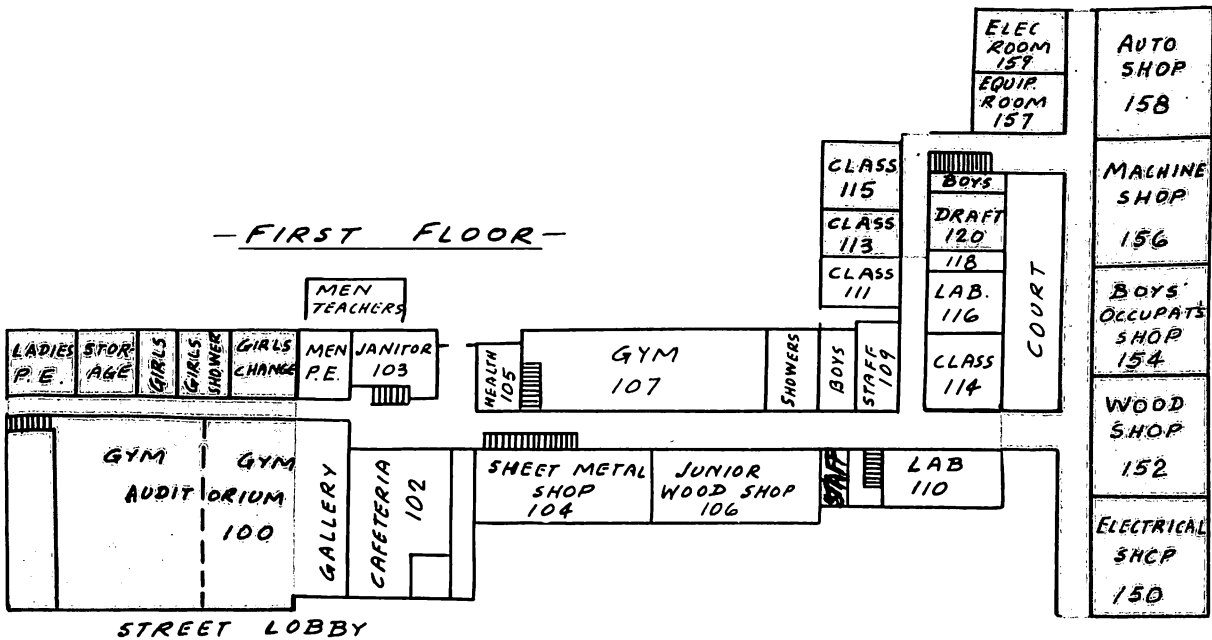 ELEC
ROOM
159
EQUIP.
ROOM
157
AUTO
SHOP
158
CLASS
115
CLASS
113
CLASS
111
BOYS
DRAFT
120
118
LAB.
116
CLASS
114
COURT
MACHINE
SHOP
156
BOYS'
OCCUPAT'S
SHOP
154
WOOD
SHOP
152
ELECTRICAL
SHOP
150
- FIRST FLOOR -
MEN
TEACHERS
LADIES
P.E.
STOR
AGE
GIRLS
GIRLS.
SHOWER
GIRLS
CHANGE
MEN
P.E.
JANITOR
103
HEALTH
105
GYM
107
SHOWERS
BOYS
STAFF
109
GYM
GYM
AUDIT ORIUM
100
GALLERY
CAFETERIA
102
SHEET METAL
SHOP
104
JUNIOR
WOOD SHOP
106
STAFF
LAB
110
STREET LOBBY